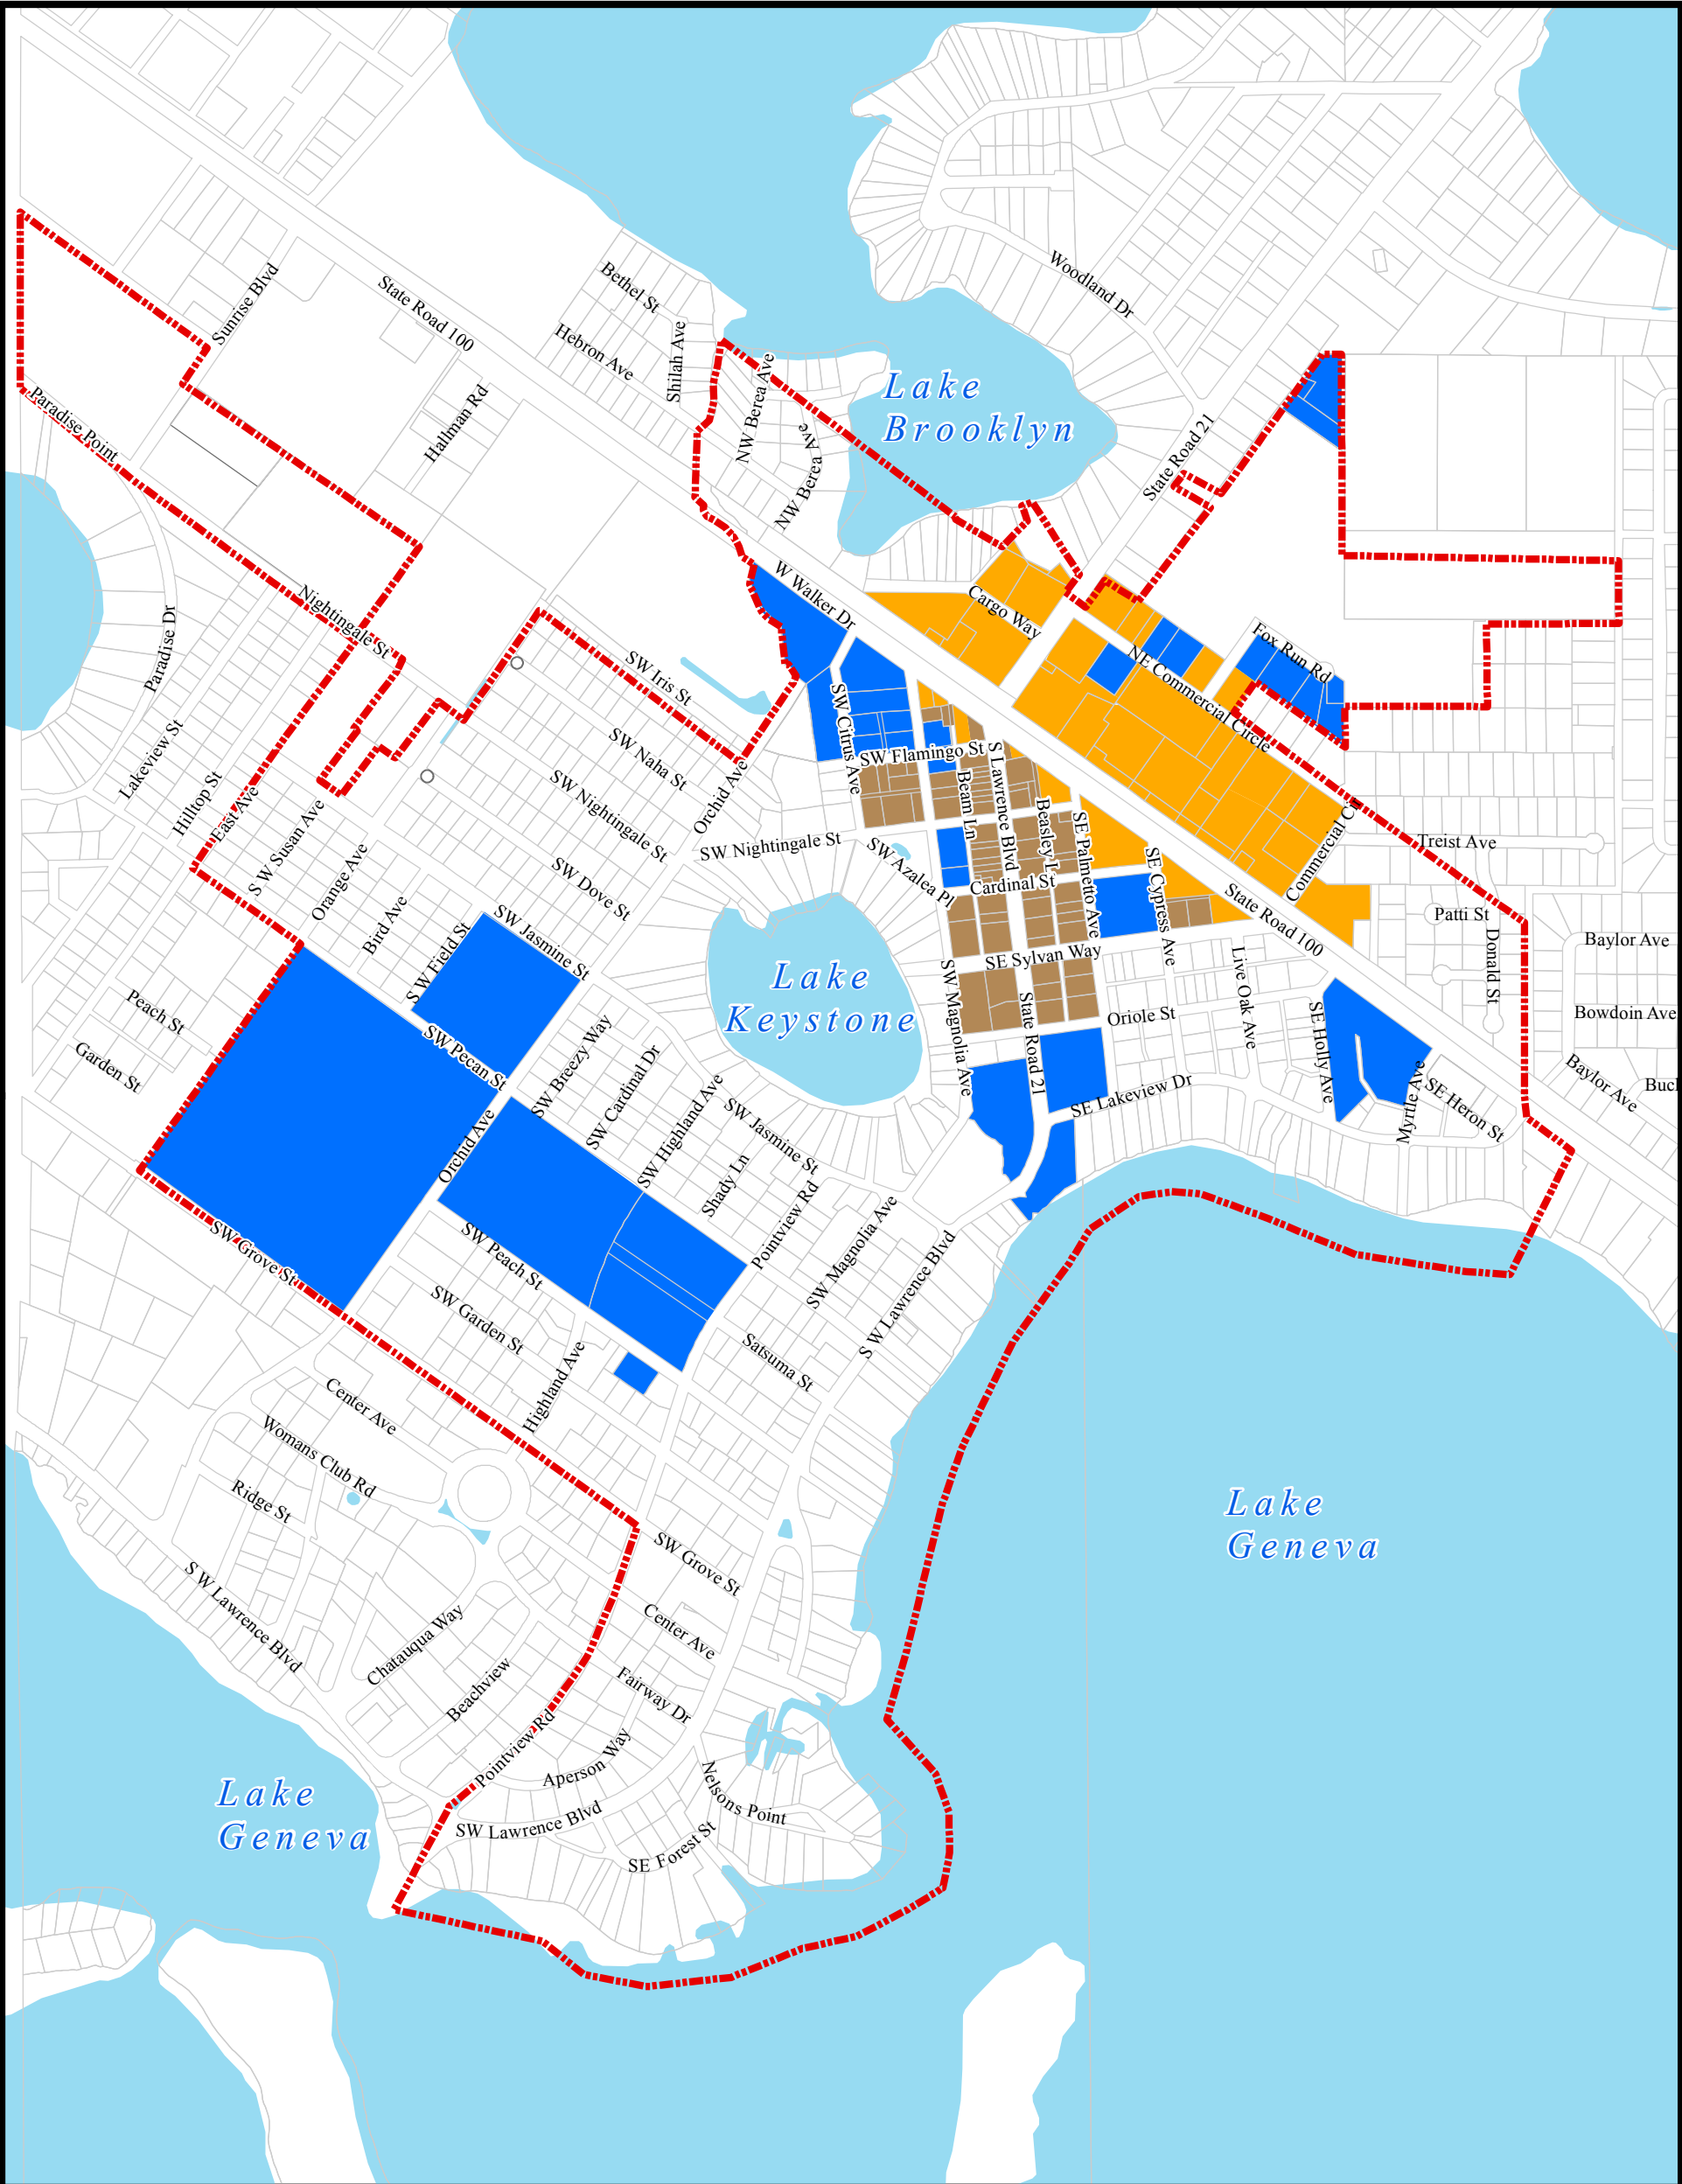 Woodland Dr
Bethel St
Sunrise Blvd
State Road 100
Hebron Ave
Shilah Ave
NW Berea Ave
Lake
Brooklyn
Paradise Point
Hallman Rd
NW Berea Ave
State Road 21
W Walker Dr
Cargo Way
Nightingale St
Paradise Dr
SW Iris St
Fox Run Rd
NE Commercial Circle
SW Citrus Ave
SW Flamingo St
SW Naha St
Lakeview St
Hilltop St
East Ave
SW Nightingale St
Orchid Ave
S Lawrence Blvd
Beam Ln
S W Susan Ave
Orange Ave
SW Nightingale St
SW Azalea Pl
Beasley L
SE Palmetto Ave
SE Cypress Ave
Commercial Cir
Treist Ave
SW Dove St
Cardinal St
State Road 100
Bird Ave
S W Field St
SW Jasmine St
Patti St
Donald St
Baylor Ave
Lake
Keystone
SE Sylvan Way
Live Oak Ave
Peach St
Garden St
SW Pecan St
SW Breezy Way
SW Cardinal Dr
SW Magnolia Ave
State Road 21
Oriole St
SE Holly Ave
Bowdoin Ave
Baylor Ave
Bucl
SW Highland Ave
SW Jasmine St
SE Lakeview Dr
Myrtle Ave
SE Heron St
Orchid Ave
Shady Ln
Pointview Rd
SW Magnolia Ave
SW Grove St
SW Peach St
SW Garden St
S W Lawrence Blvd
Highland Ave
Satsuma St
Center Ave
Womans Club Rd
Ridge St
Lake
Geneva
SW Grove St
S W Lawrence Blvd
Center Ave
Chatauqua Way
Beachview
Fairway Dr
Pointview Rd
Aperson Way
Nelsons Point
Lake
Geneva
SW Lawrence Blvd
SE Forest St